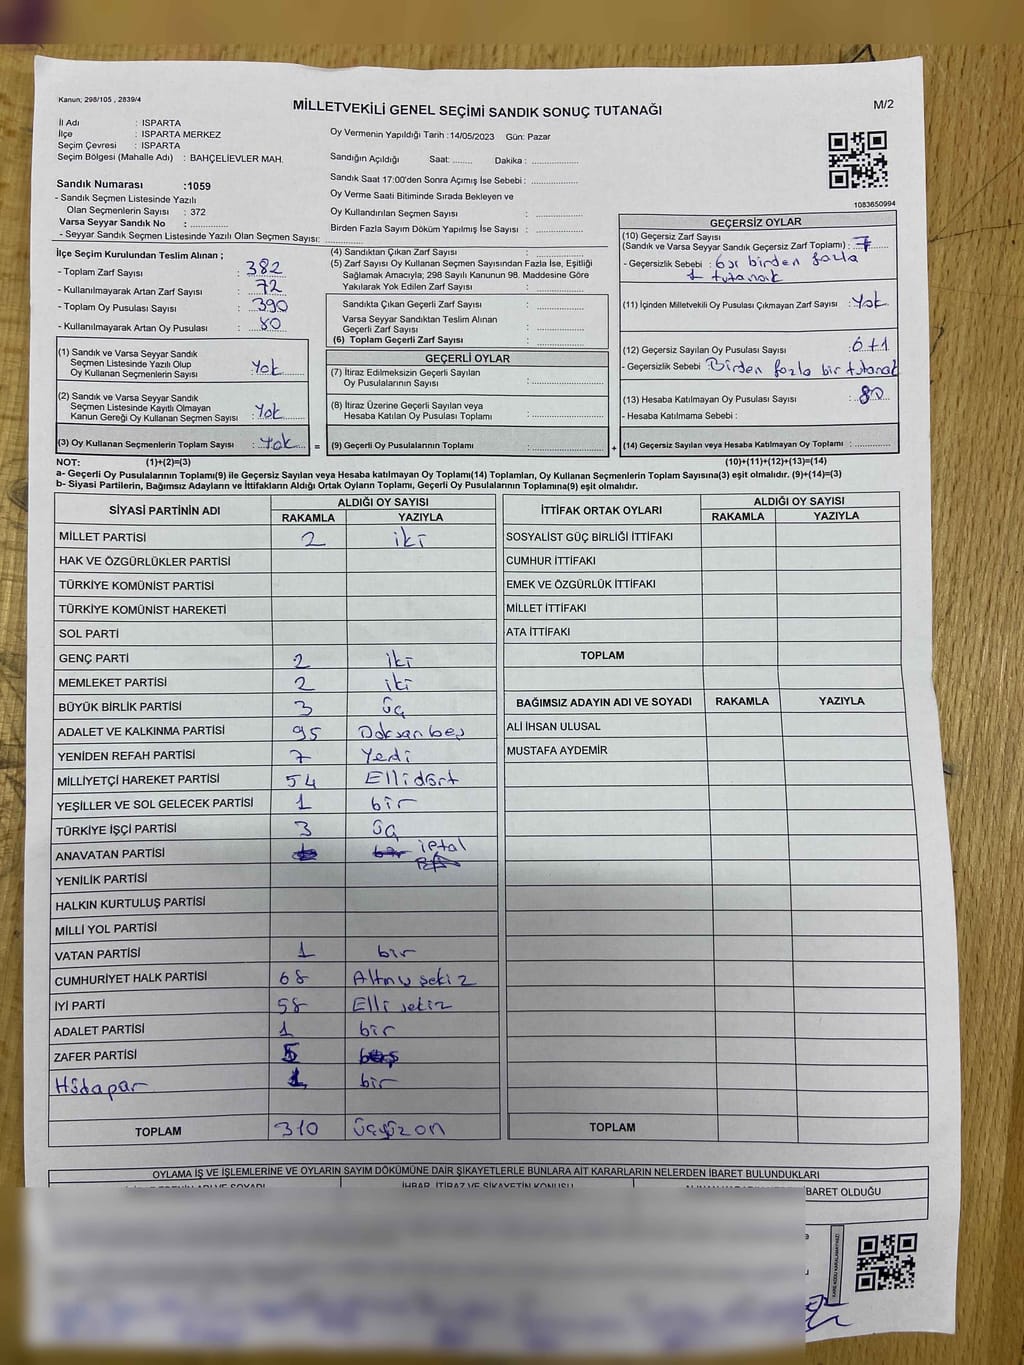 Kanun; 298/105 , 2839/4
MİLLETVEKİLİ GENEL SEÇİMİ SANDIK SONUÇ TUTANAĞI
M/2
İl Adı : ISPARTA
İlçe : ISPARTA MERKEZ
Seçim Çevresi : ISPARTA
Seçim Bölgesi (Mahalle Adı) : BAHÇELİEVLER MAH.
Sandık Numarası :1059
- Sandık Seçmen Listesinde Yazılı
Olan Seçmenlerin Sayısı : 372
Varsa Seyyar Sandık No : ............
- Seyyar Sandık Seçmen Listesinde Yazılı Olan Seçmen Sayısı: ............
Oy Vermenin Yapıldığı Tarih :14/05/2023 Gün: Pazar
Sandığın Açıldığı Saat: ........ Dakika : ................
Sandık Saat 17:00'den Sonra Açımış İse Sebebi : ................
Oy Verme Saati Bitiminde Sırada Bekleyen ve
Oy Kullandırılan Seçmen Sayısı : ................
Birden Fazla Sayım Döküm Yapılmış İse Sayısı : ................
1083650994
İlçe Seçim Kurulundan Teslim Alınan ;
- Toplam Zarf Sayısı : 382
- Kullanılmayarak Artan Zarf Sayısı : 72
- Toplam Oy Pusulası Sayısı : 390
- Kullanılmayarak Artan Oy Pusulası : 80
(4) Sandıktan Çıkan Zarf Sayısı : ................
(5) Zarf Sayısı Oy Kullanan Seçmen Sayısından Fazla İse, Eşitliği
Sağlamak Amacıyla; 298 Sayılı Kanunun 98. Maddesine Göre
Yakılarak Yok Edilen Zarf Sayısı : ................
Sandıkta Çıkan Geçerli Zarf Sayısı : ................
Varsa Seyyar Sandıktan Teslim Alınan
Geçerli Zarf Sayısı : ................
(6) Toplam Geçerli Zarf Sayısı : ................
GEÇERSİZ OYLAR
(10) Geçersiz Zarf Sayısı
(Sandık ve Varsa Seyyar Sandık Geçersiz Zarf Toplamı) : 7
- Geçersizlik Sebebi : 6sı birden fazla
1 tutanak
(11) İçinden Milletvekili Oy Pusulası Çıkmayan Zarf Sayısı : Yok
(12) Geçersiz Sayılan Oy Pusulası Sayısı : 6+1
- Geçersizlik Sebebi Birden fazla bir tutanak
(13) Hesaba Katılmayan Oy Pusulası Sayısı : 80
- Hesaba Katılmama Sebebi :
(14) Geçersiz Sayılan veya Hesaba Katılmayan Oy Toplamı : ............
(10)+(11)+(12)+(13)=(14)
(1) Sandık ve Varsa Seyyar Sandık
Seçmen Listesinde Yazılı Olup
Oy Kullanan Seçmenlerin Sayısı : Yok
(2) Sandık ve Varsa Seyyar Sandık
Seçmen Listesinde Kayıtlı Olmayan
Kanun Gereği Oy Kullanan Seçmen Sayısı : Yok
(3) Oy Kullanan Seçmenlerin Toplam Sayısı : Yok =
GEÇERLİ OYLAR
(7) İtiraz Edilmeksizin Geçerli Sayılan
Oy Pusulalarının Sayısı : ................
(8) İtiraz Üzerine Geçerli Sayılan veya
Hesaba Katılan Oy Pusulası Toplamı : ................
(9) Geçerli Oy Pusulalarının Toplamı : ................ +
NOT: (1)+(2)=(3)
a- Geçerli Oy Pusulalarının Toplamı(9) ile Geçersiz Sayılan veya Hesaba katılmayan Oy Toplamı(14) Toplamları, Oy Kullanan Seçmenlerin Toplam Sayısına(3) eşit olmalıdır. (9)+(14)=(3)
b- Siyasi Partilerin, Bağımsız Adayların ve İttifakların Aldığı Ortak Oyların Toplamı, Geçerli Oy Pusulalarının Toplamına(9) eşit olmalıdır.
SİYASİ PARTİNİN ADI ALDIĞI OY SAYISI
RAKAMLA YAZIYLA
MİLLET PARTİSİ 2 iki
HAK VE ÖZGÜRLÜKLER PARTİSİ
TÜRKİYE KOMÜNİST PARTİSİ
TÜRKİYE KOMÜNİST HAREKETİ
SOL PARTİ
GENÇ PARTİ 2 iki
MEMLEKET PARTİSİ 2 iki
BÜYÜK BİRLİK PARTİSİ 3 üç
ADALET VE KALKINMA PARTİSİ 95 Doksanbeş
YENİDEN REFAH PARTİSİ 7 Yedi
MİLLİYETÇİ HAREKET PARTİSİ 54 Ellidört
YEŞİLLER VE SOL GELECEK PARTİSİ 1 bir
TÜRKİYE İŞÇİ PARTİSİ 3 üç
ANAVATAN PARTİSİ iptal
YENİLİK PARTİSİ
HALKIN KURTULUŞ PARTİSİ
MİLLİ YOL PARTİSİ
VATAN PARTİSİ 1 bir
CUMHURİYET HALK PARTİSİ 68 Altmışsekiz
İYİ PARTİ 58 Ellisekiz
ADALET PARTİSİ 1 bir
ZAFER PARTİSİ 5 beş
Hüdapar 1 bir
TOPLAM 310 üçyüzon
İTTİFAK ORTAK OYLARI ALDIĞI OY SAYISI
RAKAMLA YAZIYLA
SOSYALİST GÜÇ BİRLİĞİ İTTİFAKI
CUMHUR İTTİFAKI
EMEK VE ÖZGÜRLÜK İTTİFAKI
MİLLET İTTİFAKI
ATA İTTİFAKI
TOPLAM
BAĞIMSIZ ADAYIN ADI VE SOYADI RAKAMLA YAZIYLA
ALİ İHSAN ULUSAL
MUSTAFA AYDEMİR
TOPLAM
OYLAMA İŞ VE İŞLEMLERİNE VE OYLARIN SAYIM DÖKÜMÜNE DAİR ŞİKAYETLERLE BUNLARA AİT KARARLARIN NELERDEN İBARET BULUNDUKLARI
İHBAR, İTİRAZ VE ŞİKAYETİN KONUSU
İBARET OLDUĞU